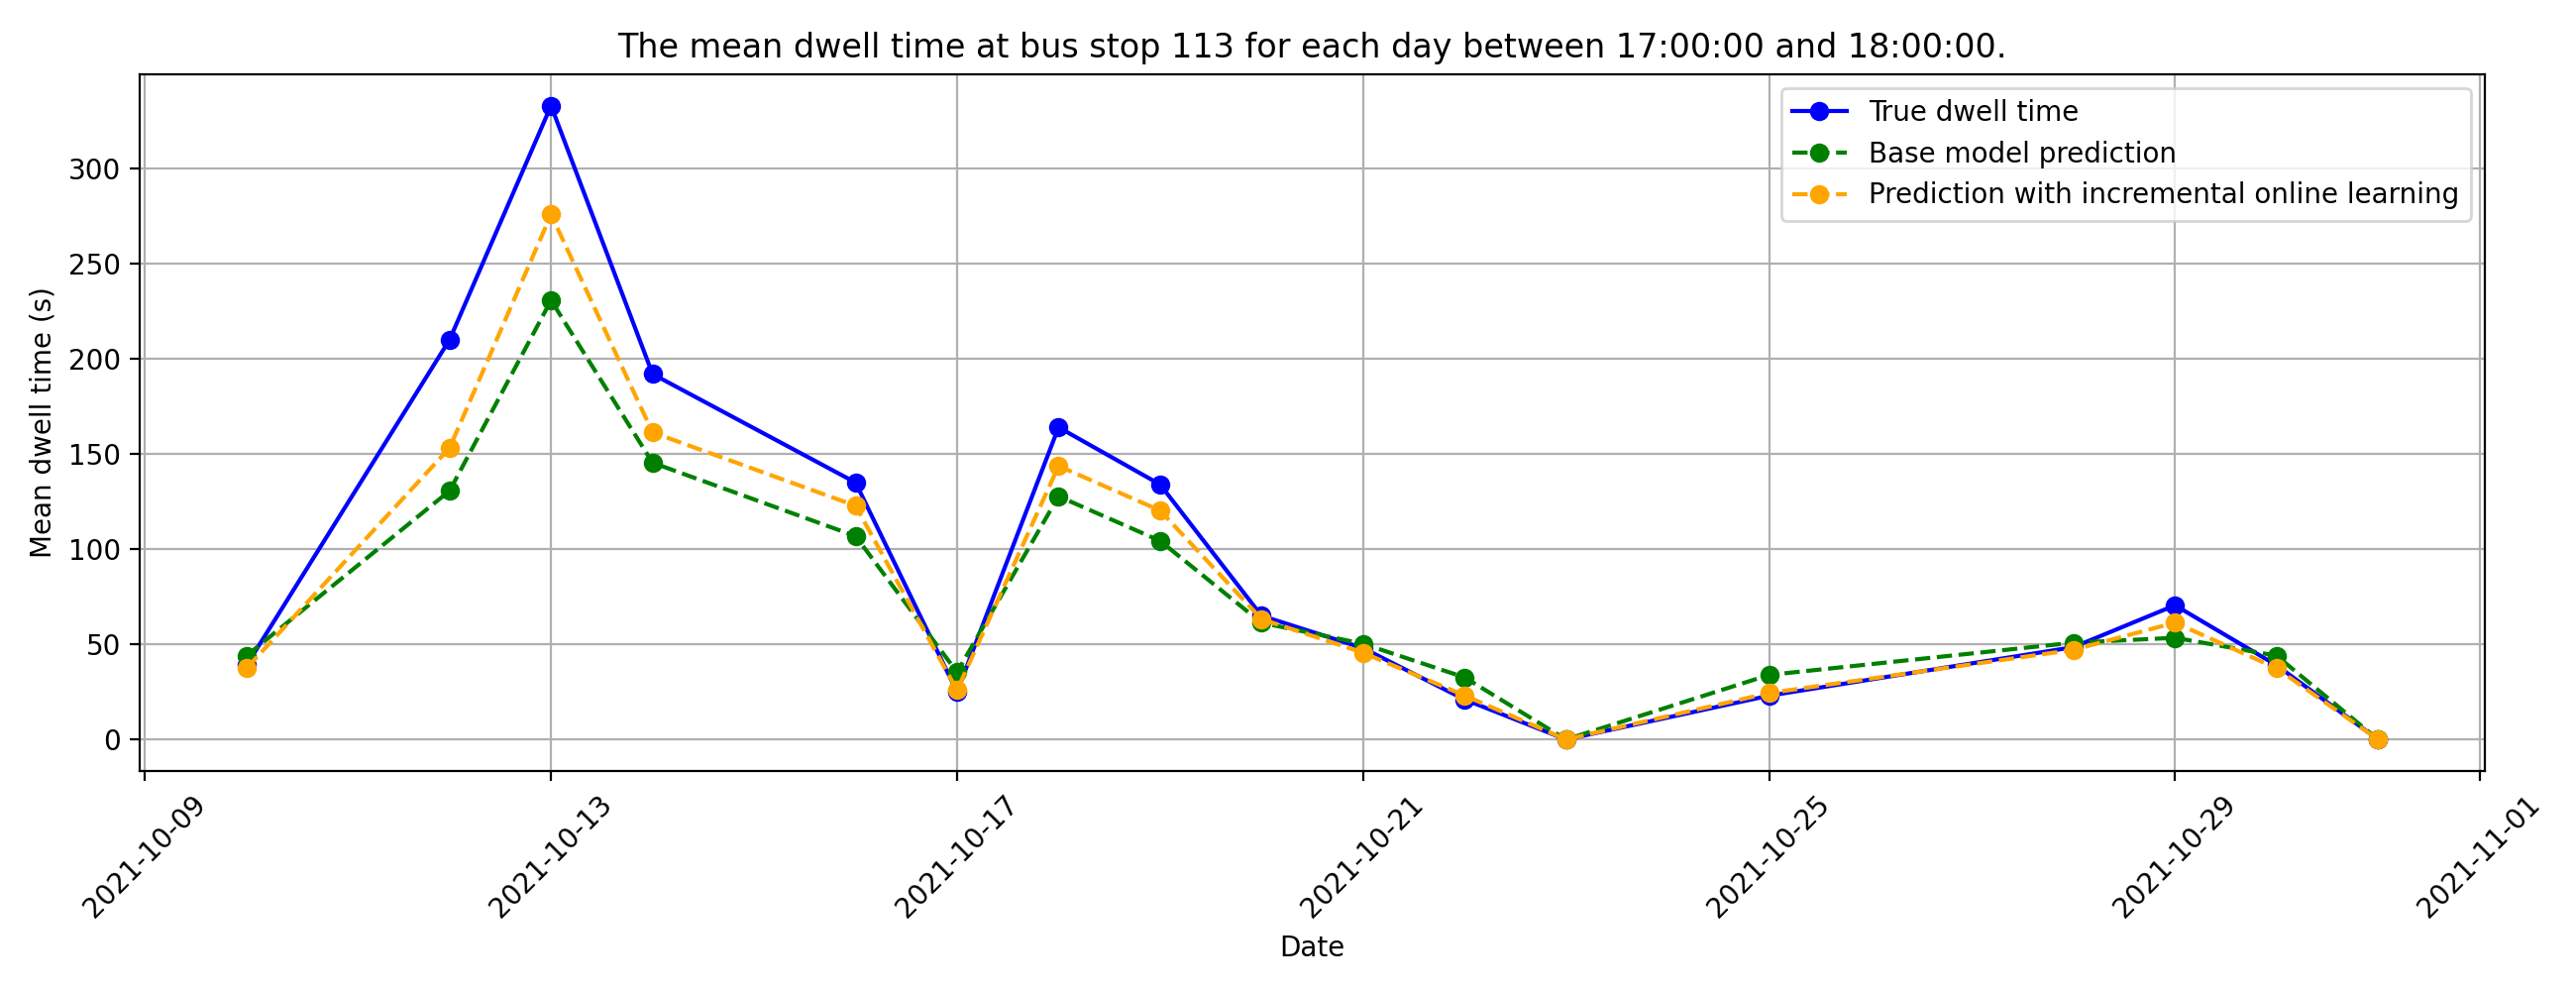 The mean dwell time at bus stop 113 for each day between 17:00:00 and 18:00:00.
True dwell time
Base model prediction
Prediction with incremental online learning
Mean dwell time (s)
300
250
200
150
100
50
0
2021-10-09
2021-10-13
2021-10-17
2021-10-21
2021-10-25
2021-10-29
2021-11-01
Date